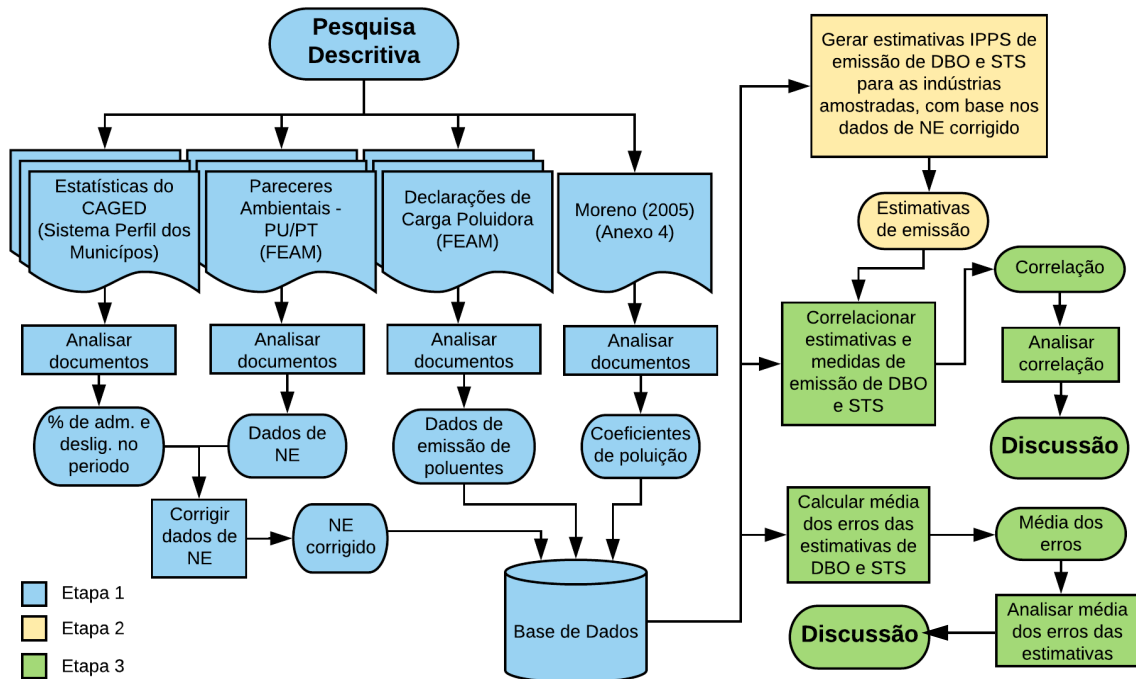 Pesquisa
Descritiva
Estatísticas do
CAGED
(Sistema Perfil dos
Municípos)
Pareceres
Ambientais -
PU/PT
(FEAM)
Declarações de
Carga Poluidora
(FEAM)
Moreno (2005)
(Anexo 4)
Analisar
documentos
Analisar
documentos
Analisar
documentos
Analisar
documentos
% de adm. e
deslig. no
periodo
Dados de
NE
Dados de
emissão de
poluentes
Coeficientes
de poluição
Corrigir
dados de
NE
NE
corrigido
Base de Dados
Etapa 1
Etapa 2
Etapa 3
Gerar estimativas IPPS de
emissão de DBO e STS
para as indústrias
amostradas, com base nos
dados de NE corrigido
Estimativas
de emissão
Correlacionar
estimativas e
medidas de
emissão de DBO
e STS
Correlação
Analisar
correlação
Discussão
Calcular média
dos erros das
estimativas de
DBO e STS
Média dos
erros
Analisar média
dos erros das
estimativas
Discussão